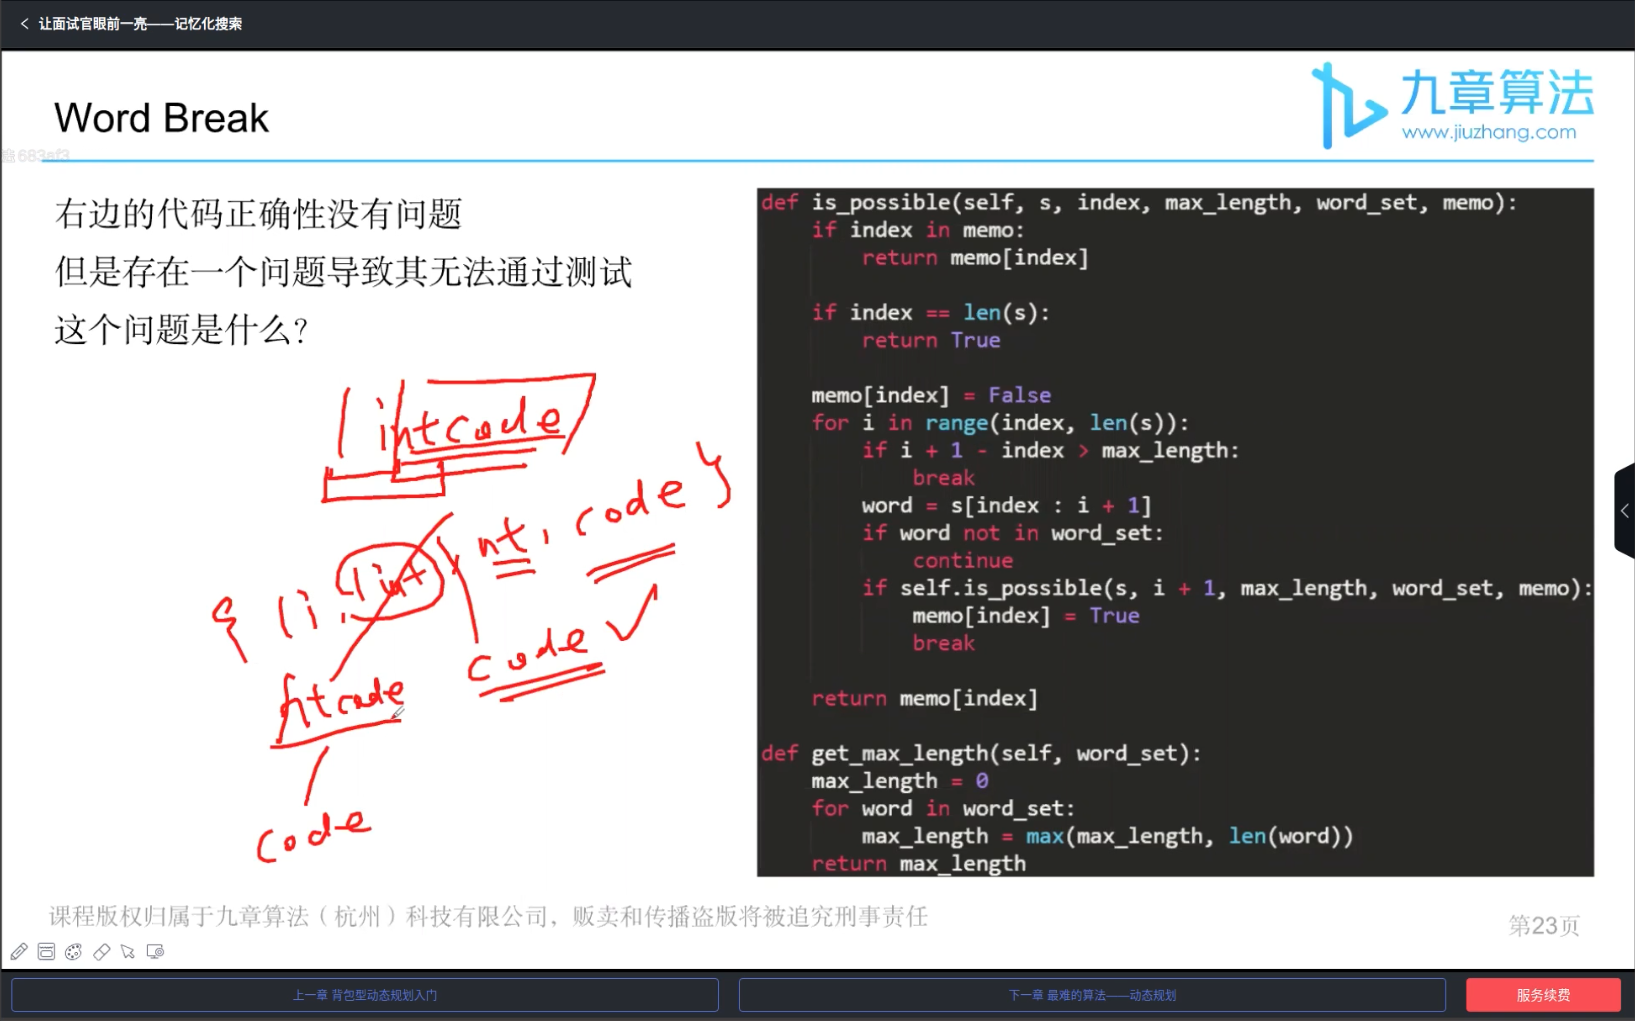 让面试官眼前一亮——记忆化搜索
九章算法
www.jiuzhang.com
Word Break
右边的代码正确性没有问题
但是存在一个问题导致其无法通过测试
这个问题是什么？
lintcode
{ li, lint, nt, code }
code
ntcode
code
def is_possible(self, s, index, max_length, word_set, memo):
    if index in memo:
        return memo[index]
    if index == len(s):
        return True
    memo[index] = False
    for i in range(index, len(s)):
        if i + 1 - index > max_length:
            break
        word = s[index : i + 1]
        if word not in word_set:
            continue
        if self.is_possible(s, i + 1, max_length, word_set, memo):
            memo[index] = True
            break
    return memo[index]
def get_max_length(self, word_set):
    max_length = 0
    for word in word_set:
        max_length = max(max_length, len(word))
    return max_length
课程版权归属于九章算法（杭州）科技有限公司，贩卖和传播盗版将被追究刑事责任
第23页
上一章 背包型动态规划入门
下一章 最难的算法——动态规划
服务续费